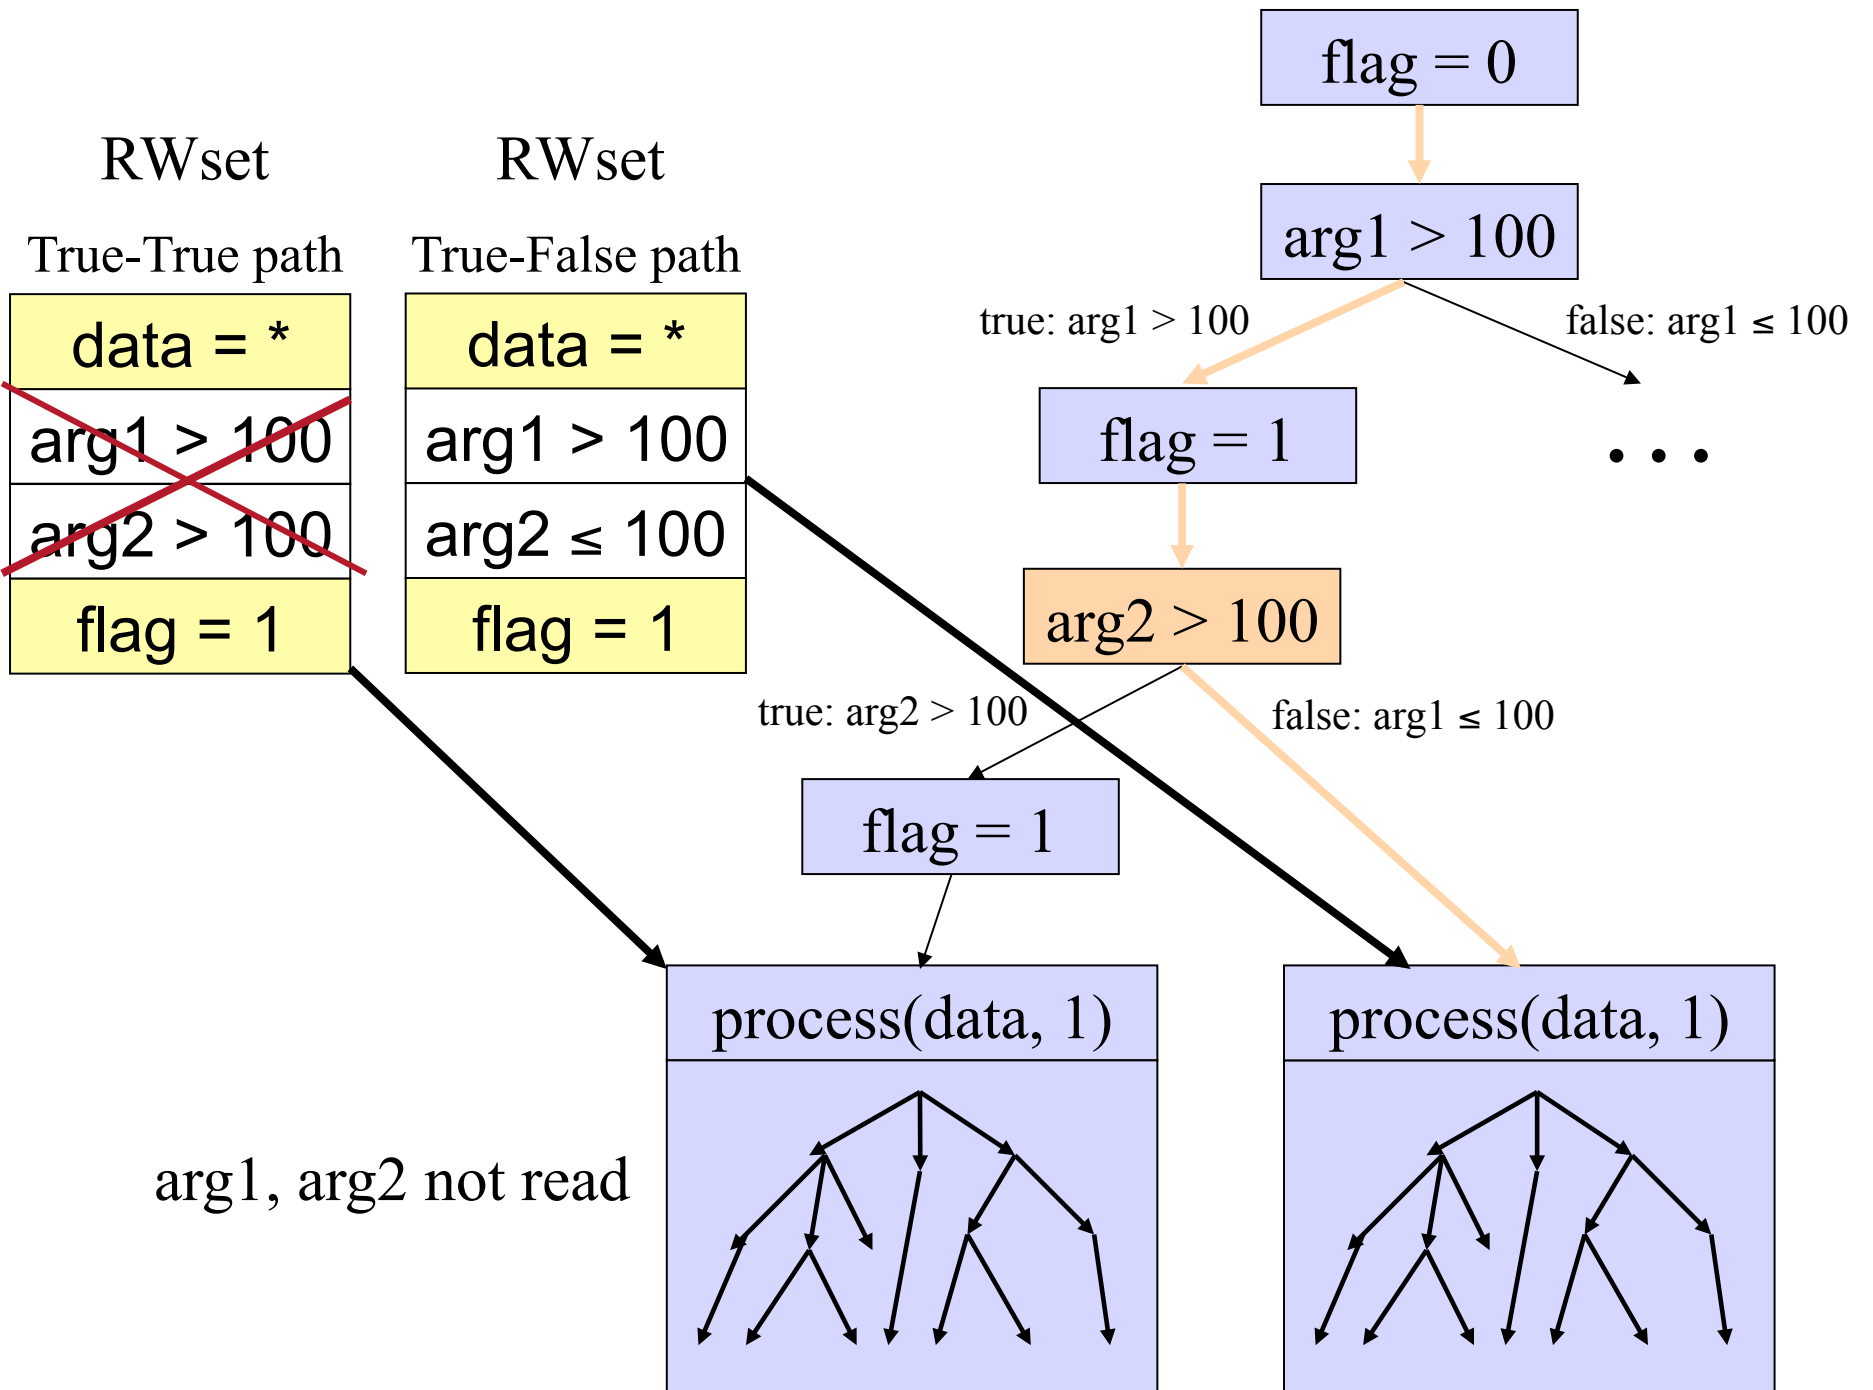 flag = 0
RWset
RWset
arg1 > 100
True-True path
True-False path
true: arg1 > 100
false: arg1 ≤ 100
data = *
data = *
arg1 > 100
arg1 > 100
flag = 1
. . .
arg2 > 100
arg2 ≤ 100
flag = 1
flag = 1
arg2 > 100
true: arg2 > 100
false: arg1 ≤ 100
flag = 1
process(data, 1)
process(data, 1)
arg1, arg2 not read